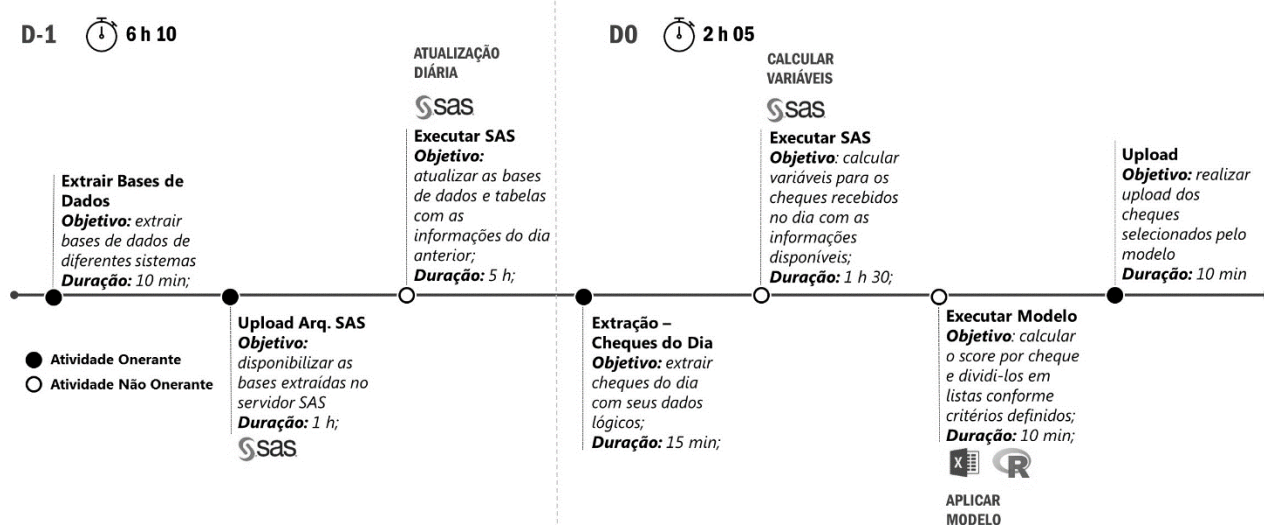 D-1
6 h 10
D0
2 h 05
Extrair Bases de
Dados
Objetivo: extrair
bases de dados de
diferentes sistemas
Duração: 10 min;
Upload Arq. SAS
Objetivo:
disponibilizar as
bases extraídas no
servidor SAS
Duração: 1 h;
sas
ATUALIZAÇÃO
DIÁRIA
sas
Executar SAS
Objetivo:
atualizar as bases
de dados e tabelas
com as
informações do dia
anterior;
Duração: 5 h;
Extração –
Cheques do Dia
Objetivo: extrair
cheques do dia
com seus dados
lógicos;
Duração: 15 min;
CALCULAR
VARIÁVEIS
sas
Executar SAS
Objetivo: calcular
variáveis para os
cheques recebidos
no dia com as
informações
disponíveis;
Duração: 1 h 30;
Executar Modelo
Objetivo: calcular
o score por cheque
e dividi-los em
listas conforme
critérios definidos;
Duração: 10 min;
X R
APLICAR
MODELO
Upload
Objetivo: realizar
upload dos
cheques
selecionados pelo
modelo
Duração: 10 min
Atividade Onerante
Atividade Não Onerante